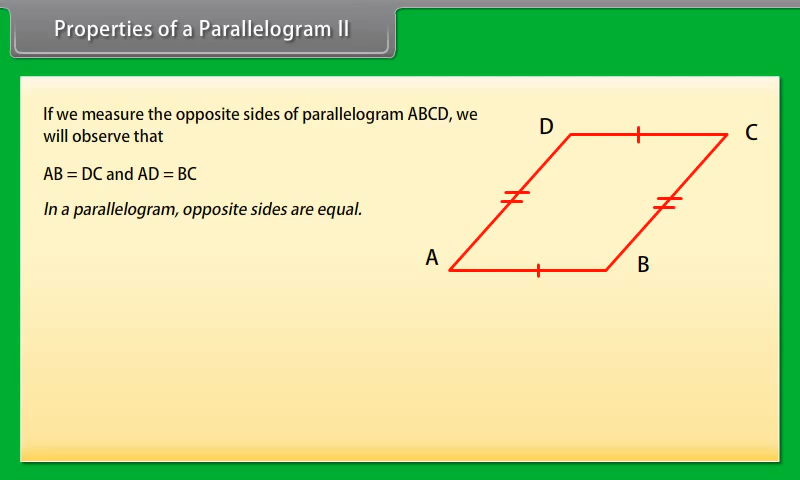 Properties of a Parallelogram II
If we measure the opposite sides of parallelogram ABCD, we
will observe that
AB = DC and AD = BC
In a parallelogram, opposite sides are equal.
D
C
A
B